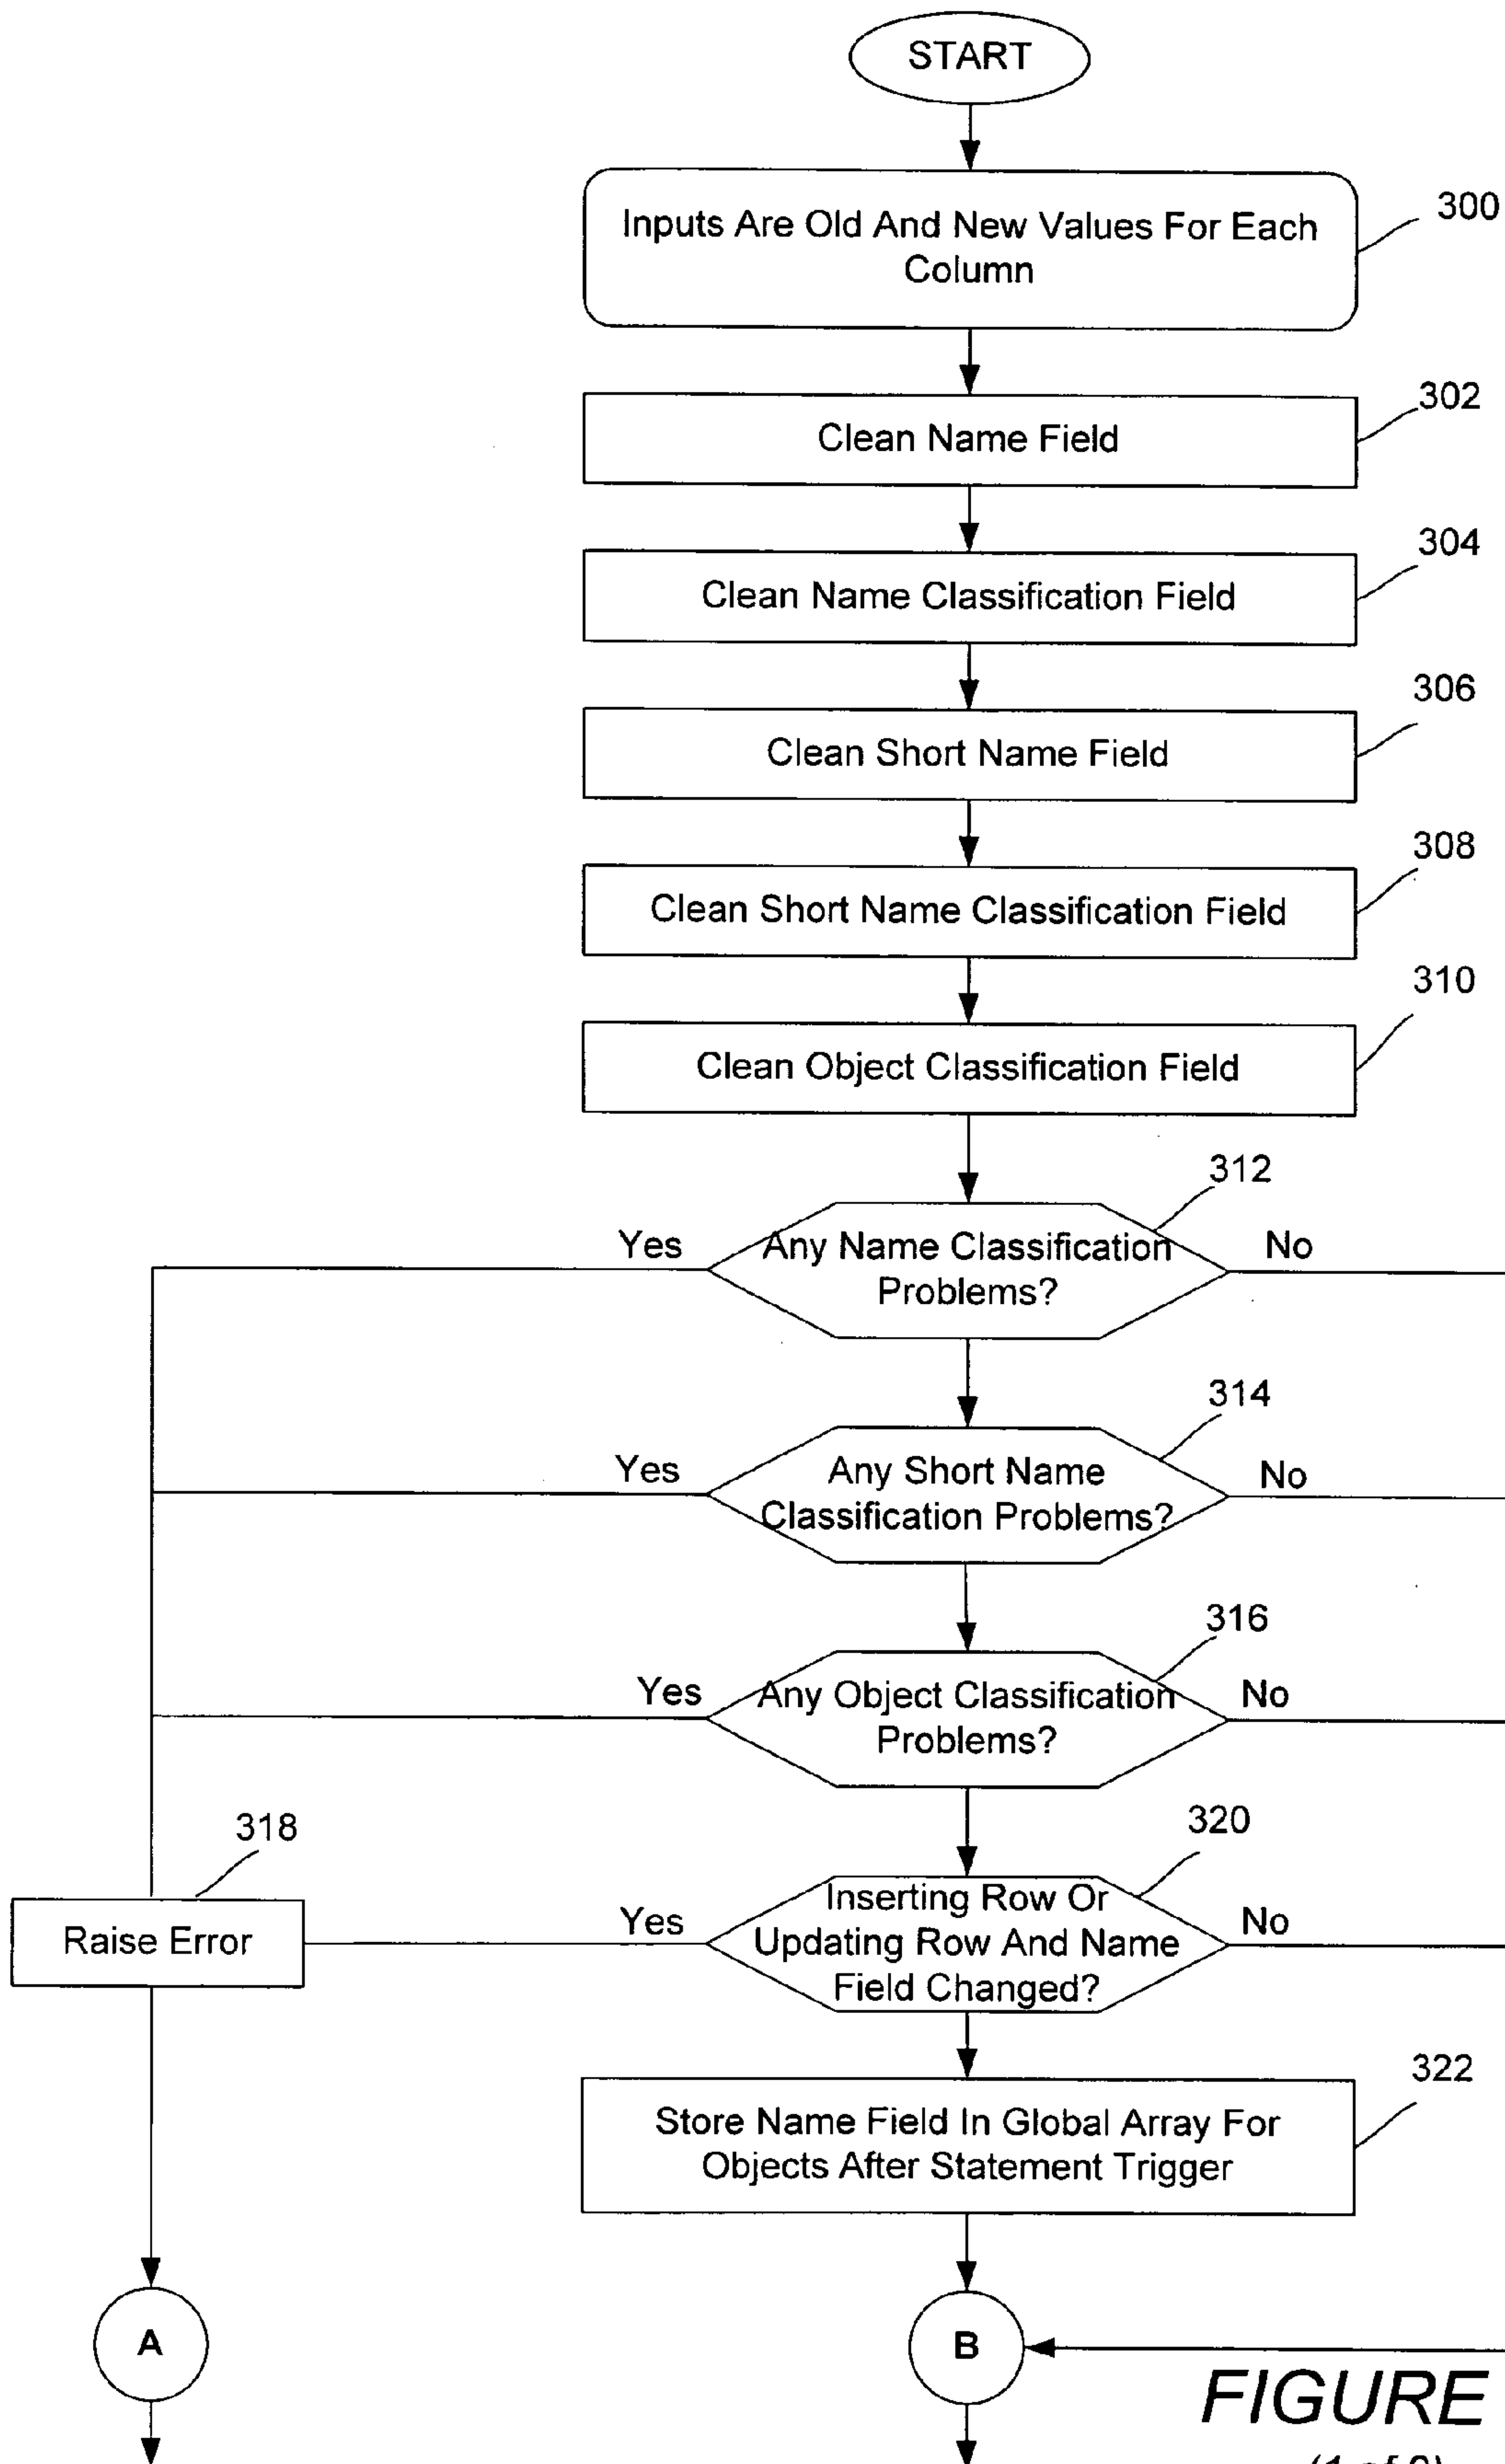 START
Inputs Are Old And New Values For Each
Column
300
302
Clean Name Field
304
Clean Name Classification Field
306
Clean Short Name Field
308
Clean Short Name Classification Field
310
Clean Object Classification Field
312
Yes
Any Name Classification
Problems?
No
314
Yes
Any Short Name
Classification Problems?
No
316
Yes
Any Object Classification
Problems?
No
318
Raise Error
320
Yes
Inserting Row Or
Updating Row And Name
Field Changed?
No
322
Store Name Field In Global Array For
Objects After Statement Trigger
A
B
FIGURE